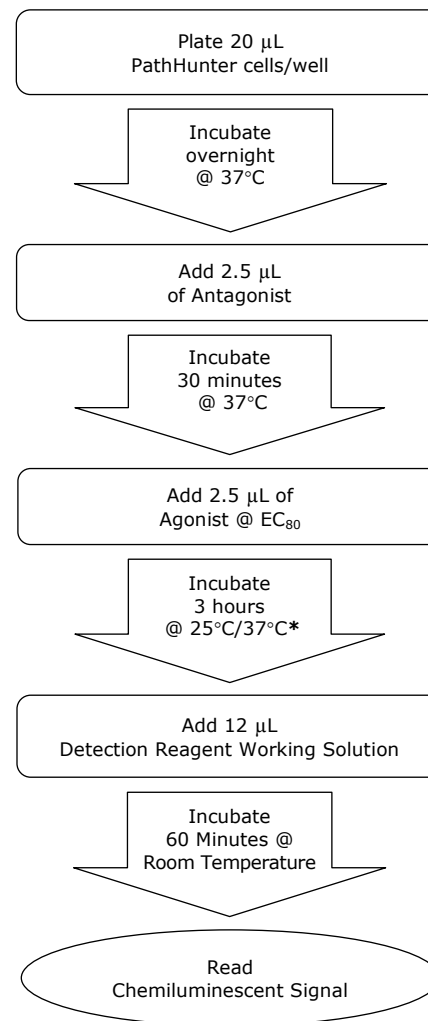 Plate 20 μL
PathHunter cells/well
Incubate
overnight
@ 37°C
Add 2.5 μL
of Antagonist
Incubate
30 minutes
@ 37°C
Add 2.5 μL of
Agonist @ EC₈₀
Incubate
3 hours
@ 25°C/37°C*
Add 12 μL
Detection Reagent Working Solution
Incubate
60 Minutes @
Room Temperature
Read
Chemiluminescent Signal